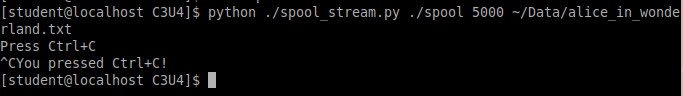 [student@localhost C3U4]$ python ./spool_stream.py ./spool 5000 ~/Data/alice_in_wonde
rland.txt
Press Ctrl+C
^CYou pressed Ctrl+C!
[student@localhost C3U4]$